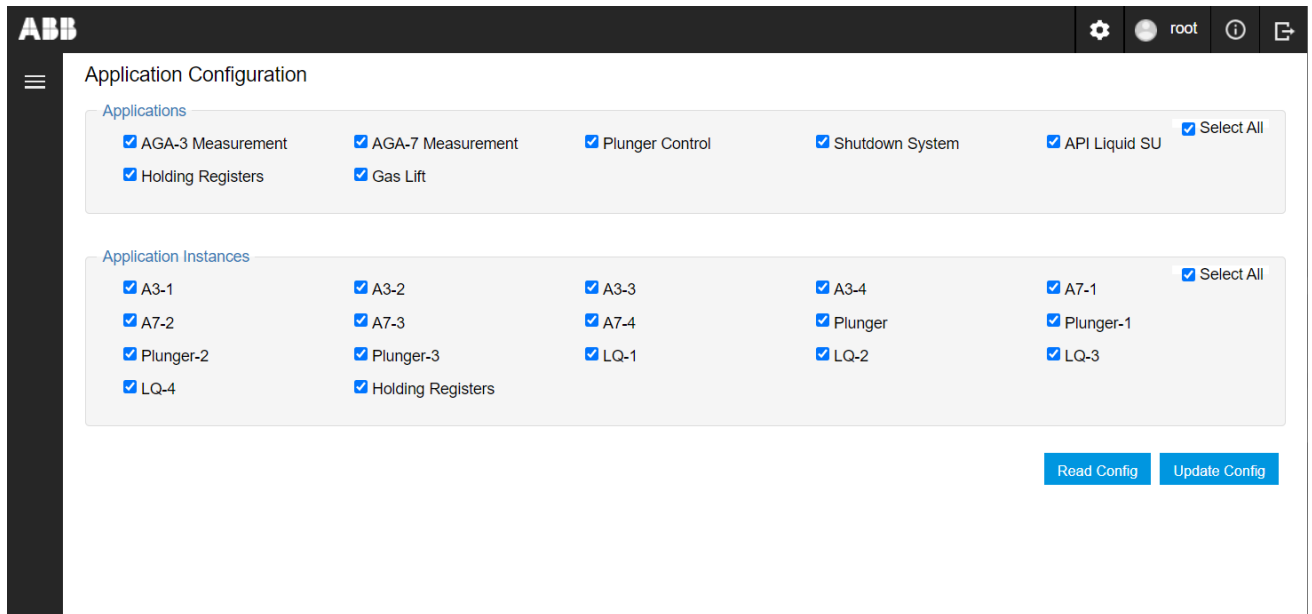 ABB
root
Application Configuration
Applications
Select All
AGA-3 Measurement AGA-7 Measurement Plunger Control Shutdown System API Liquid SU
Holding Registers Gas Lift
Application Instances
Select All
A3-1 A3-2 A3-3 A3-4 A7-1
A7-2 A7-3 A7-4 Plunger Plunger-1
Plunger-2 Plunger-3 LQ-1 LQ-2 LQ-3
LQ-4 Holding Registers
Read Config Update Config